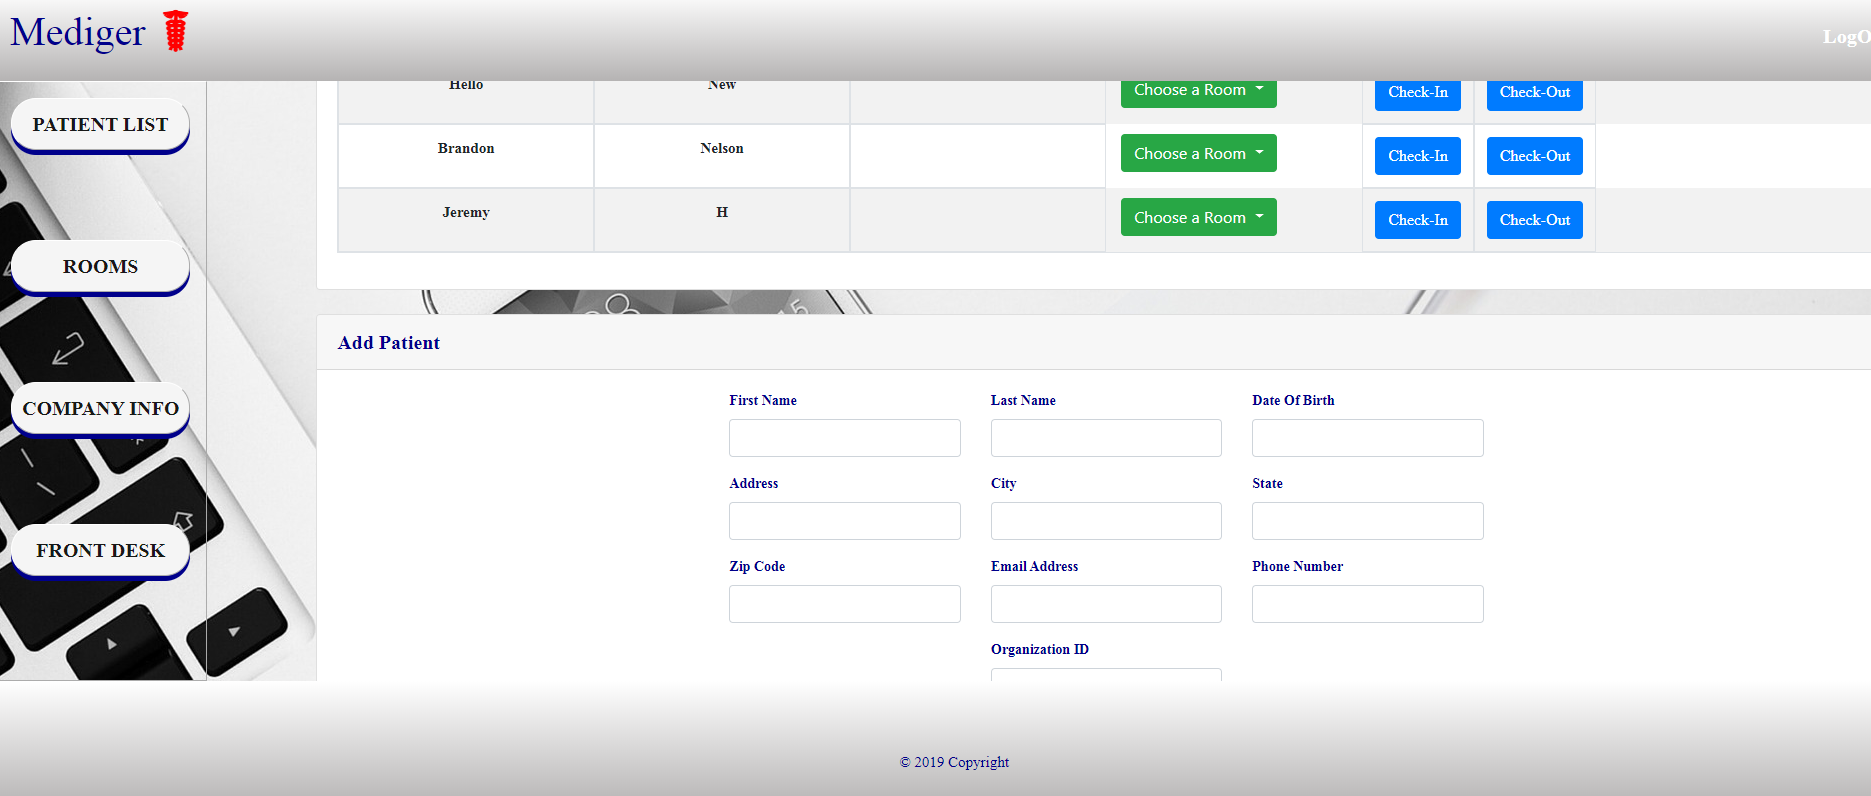 Mediger
LogO
PATIENT LIST
ROOMS
COMPANY INFO
FRONT DESK
Hello New Choose a Room Check-In Check-Out
Brandon Nelson Choose a Room Check-In Check-Out
Jeremy H Choose a Room Check-In Check-Out
Add Patient
First Name Last Name Date Of Birth
Address City State
Zip Code Email Address Phone Number
Organization ID
© 2019 Copyright